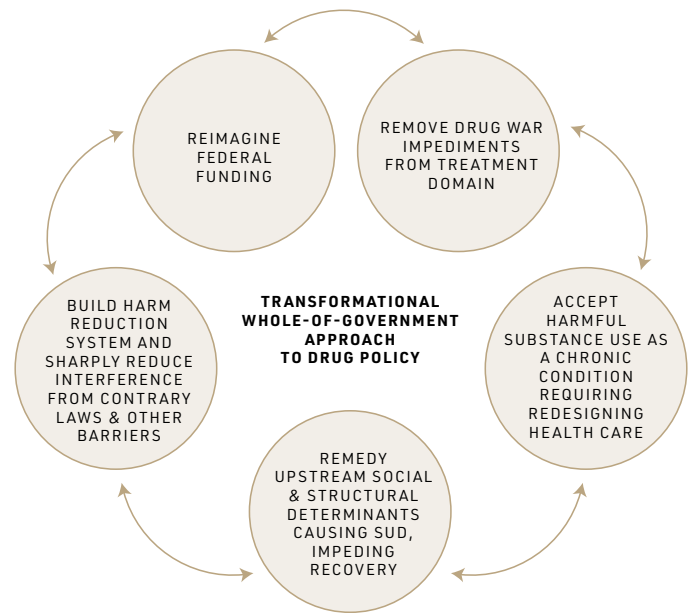 REIMAGINE
FEDERAL
FUNDING
REMOVE DRUG WAR
IMPEDIMENTS
FROM TREATMENT
DOMAIN
BUILD HARM
REDUCTION
SYSTEM AND
SHARPLY REDUCE
INTERFERENCE
FROM CONTRARY
LAWS & OTHER
BARRIERS
TRANSFORMATIONAL
WHOLE-OF-GOVERNMENT
APPROACH
TO DRUG POLICY
ACCEPT
HARMFUL
SUBSTANCE USE AS
A CHRONIC
CONDITION
REQUIRING
REDESIGNING
HEALTH CARE
REMEDY
UPSTREAM SOCIAL
& STRUCTURAL
DETERMINANTS
CAUSING SUD,
IMPEDING
RECOVERY